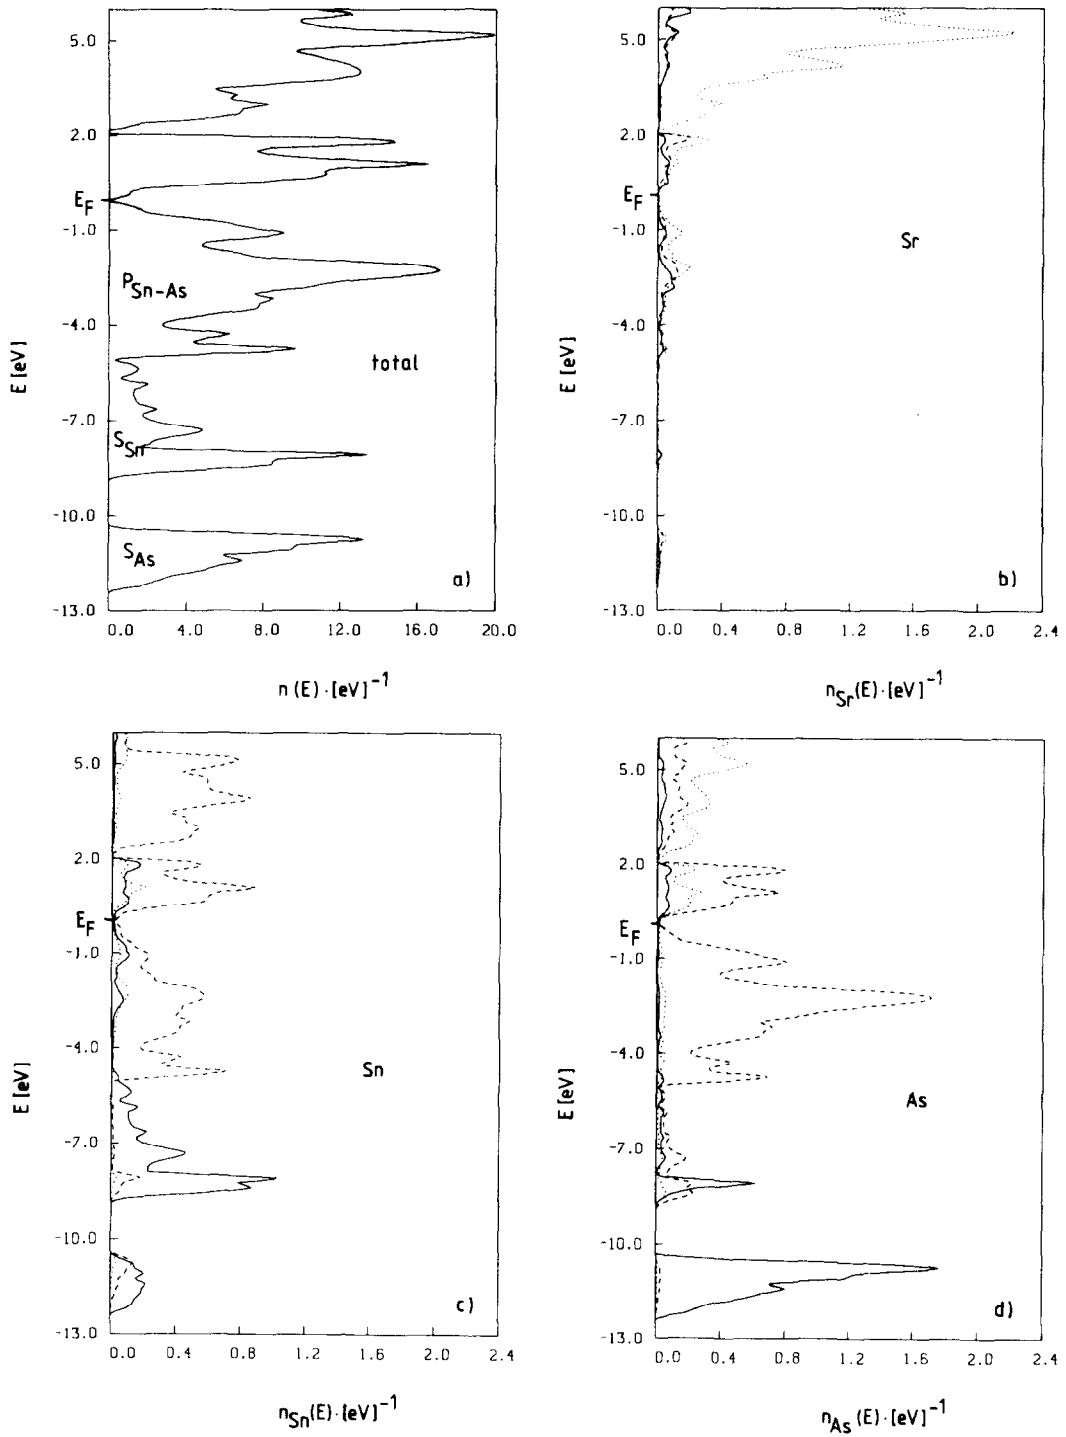 5.0
2.0
E_F
-1.0
P_Sn-As
-4.0
total
E [eV]
-7.0
S_Sn
-10.0
S_As
a)
-13.0
0.0 4.0 8.0 12.0 16.0 20.0
n (E) · [eV]^-1
5.0
2.0
E_F
-1.0
Sr
-4.0
E [eV]
-7.0
-10.0
b)
-13.0
0.0 0.4 0.8 1.2 1.6 2.0 2.4
n_Sr(E) · [eV]^-1
5.0
2.0
E_F
-1.0
-4.0
Sn
E [eV]
-7.0
-10.0
c)
-13.0
0.0 0.4 0.8 1.2 1.6 2.0 2.4
n_Sn(E) · [eV]^-1
5.0
2.0
E_F
-1.0
-4.0
As
E [eV]
-7.0
-10.0
d)
-13.0
0.0 0.4 0.8 1.2 1.6 2.0 2.4
n_As (E) · [eV]^-1